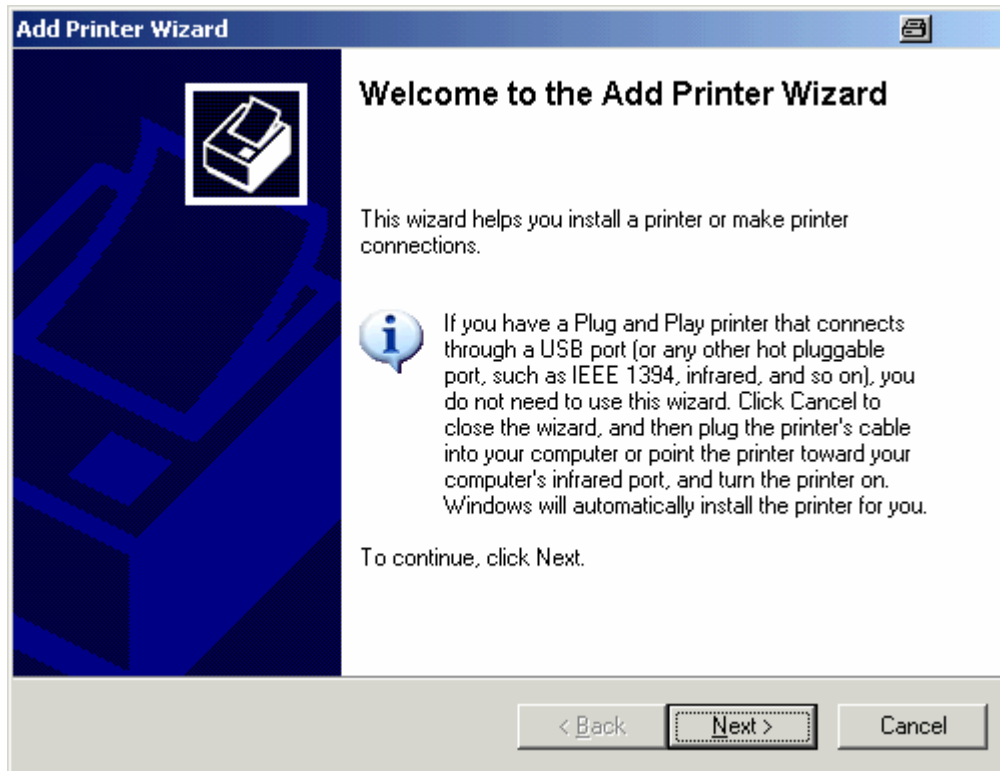 Add Printer Wizard
Welcome to the Add Printer Wizard
This wizard helps you install a printer or make printer
connections.
If you have a Plug and Play printer that connects
through a USB port (or any other hot pluggable
port, such as IEEE 1394, infrared, and so on), you
do not need to use this wizard. Click Cancel to
close the wizard, and then plug the printer's cable
into your computer or point the printer toward your
computer's infrared port, and turn the printer on.
Windows will automatically install the printer for you.
To continue, click Next.
< Back Next > Cancel